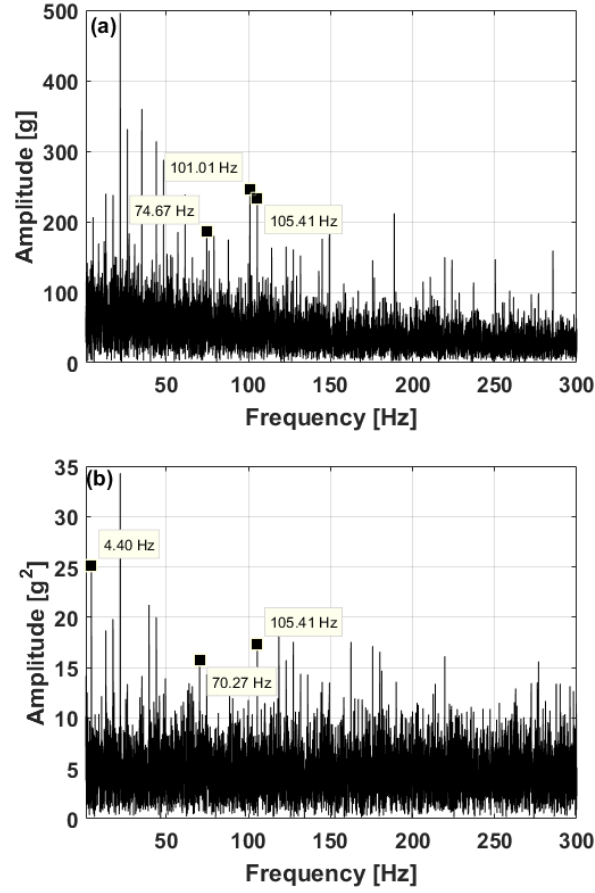 (a)
500
400
300
200
100
0
Amplitude [g]
101.01 Hz
74.67 Hz
105.41 Hz
50 100 150 200 250 300
Frequency [Hz]
(b)
35
30
25
20
15
10
5
0
Amplitude [g²]
4.40 Hz
105.41 Hz
70.27 Hz
50 100 150 200 250 300
Frequency [Hz]